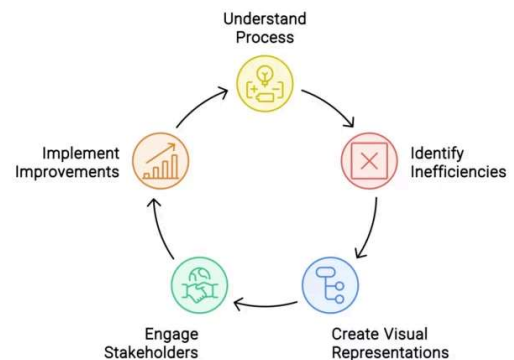 Understand
Process
Identify
Inefficiencies
Create Visual
Representations
Engage
Stakeholders
Implement
Improvements